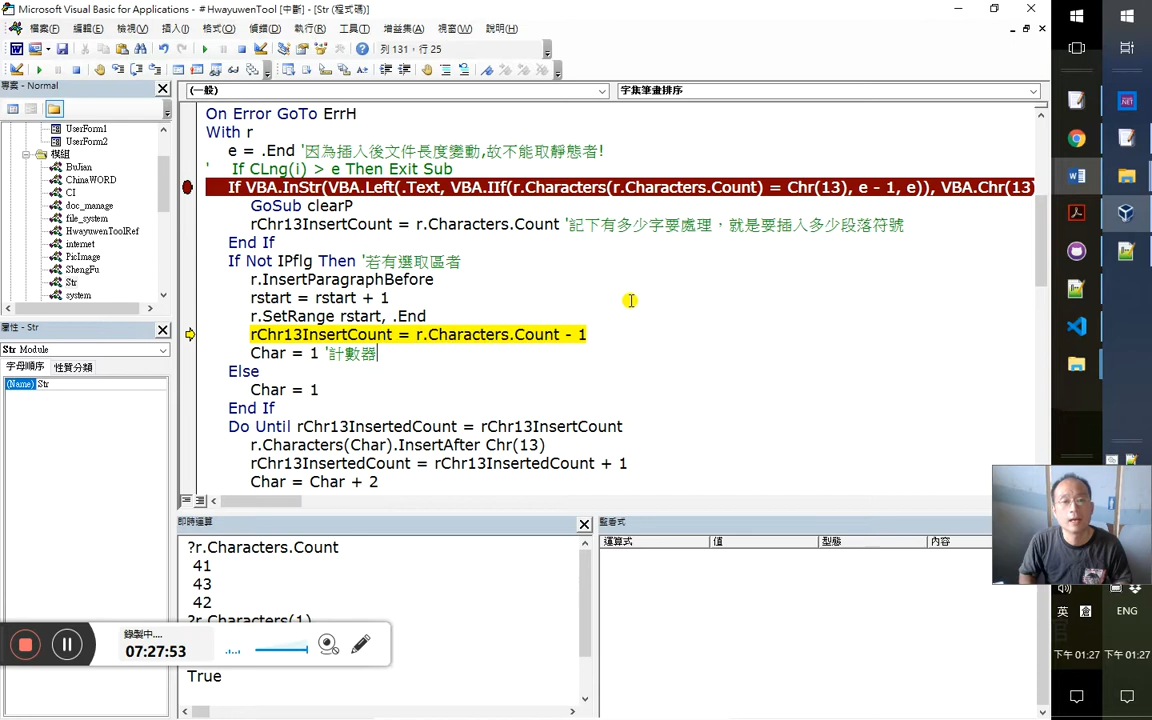 Microsoft Visual Basic for Applications - #HwayuwenTool [中斷] - [Str (程式碼)]
檔案(F) 編輯(E) 檢視(V) 插入(I) 格式(O) 偵錯(D) 執行(R) 工具(T) 增益集(A) 視窗(W) 說明(H)
列 131，行 25
專案 - Normal
(一般)
字集筆畫排序
UserForm1
UserForm2
模組
BuJian
ChinaWORD
CI
doc_manage
file_system
HwayuwenToolRef
internet
PicImage
ShengFu
Str
system
屬性 - Str
Str Module
字母順序 性質分類
(Name) Str
On Error GoTo ErrH
With r
e = .End '因為插入後文件長度變動,故不能取靜態者!
' If CLng(i) > e Then Exit Sub
If VBA.InStr(VBA.Left(.Text, VBA.IIf(r.Characters(r.Characters.Count) = Chr(13), e - 1, e)), VBA.Chr(13)
GoSub clearP
rChr13InsertCount = r.Characters.Count '記下有多少字要處理，就是要插入多少段落符號
End If
If Not IPflg Then '若有選取區者
r.InsertParagraphBefore
rstart = rstart + 1
r.SetRange rstart, .End
rChr13InsertCount = r.Characters.Count - 1
Char = 1 '計數器
Else
Char = 1
End If
Do Until rChr13InsertedCount = rChr13InsertCount
r.Characters(Char).InsertAfter Chr(13)
rChr13InsertedCount = rChr13InsertedCount + 1
Char = Char + 2
即時運算
?r.Characters.Count
41
43
42
?r.Characters(1)
True
監看式
運算式 值 型態 內容
錄製中....
07:27:53
英 倉 ENG
下午 01:27 下午 01:27